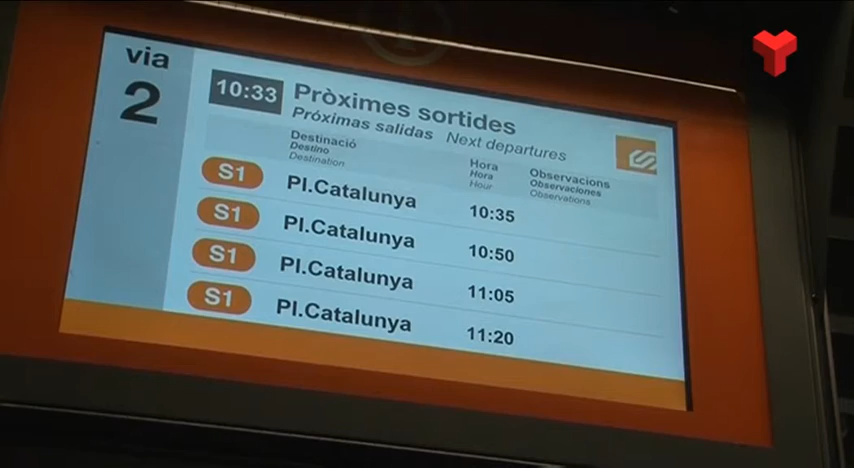 via
2
10:33 Pròximes sortides
Próximas salidas Next departures
Destinació
Destino
Destination
Hora
Hora
Hour
Observacions
Observaciones
Observations
S1 Pl.Catalunya 10:35
S1 Pl.Catalunya 10:50
S1 Pl.Catalunya 11:05
S1 Pl.Catalunya 11:20